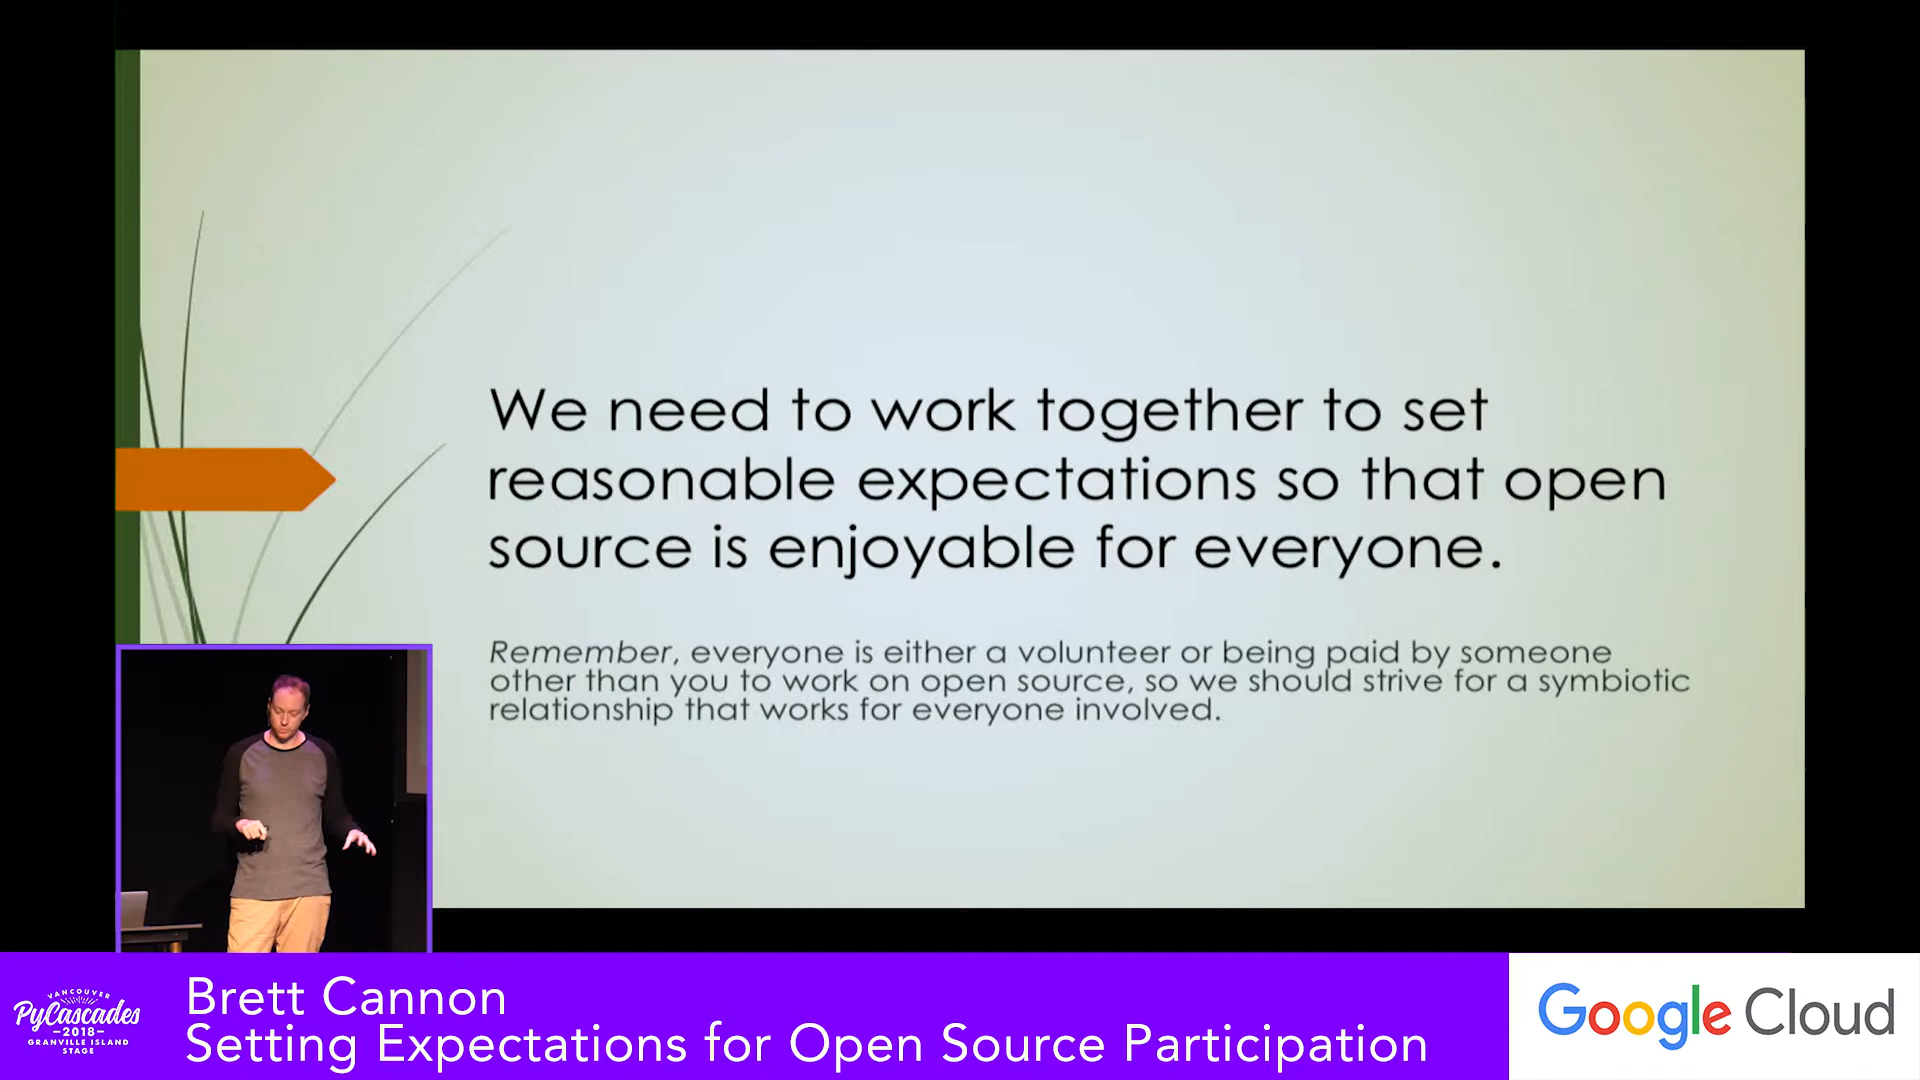 We need to work together to set
reasonable expectations so that open
source is enjoyable for everyone.
Remember, everyone is either a volunteer or being paid by someone
other than you to work on open source, so we should strive for a symbiotic
relationship that works for everyone involved.
VANCOUVER
PyCascades
-2018-
GRANVILLE ISLAND
STAGE
Brett Cannon
Setting Expectations for Open Source Participation
Google Cloud